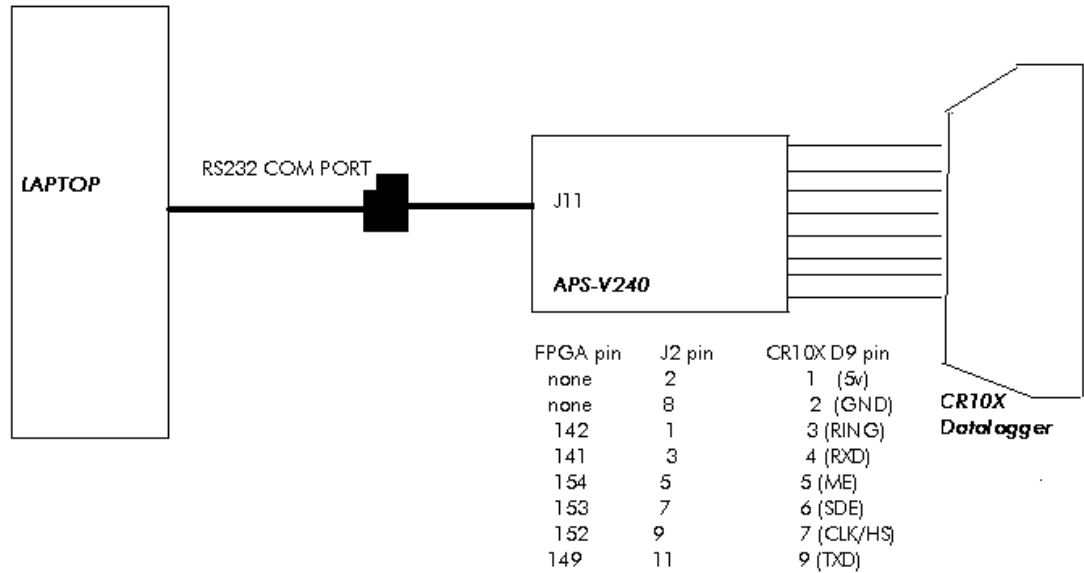 RS232 COM PORT
LAPTOP
J11
APS-V240
FPGA pin J2 pin CR10X D9 pin
none 2 1 (5v)
none 8 2 (GND)
142 1 3 (RING)
141 3 4 (RXD)
154 5 5 (ME)
153 7 6 (SDE)
152 9 7 (CLK/HS)
149 11 9 (TXD)
CR10X
Datalogger